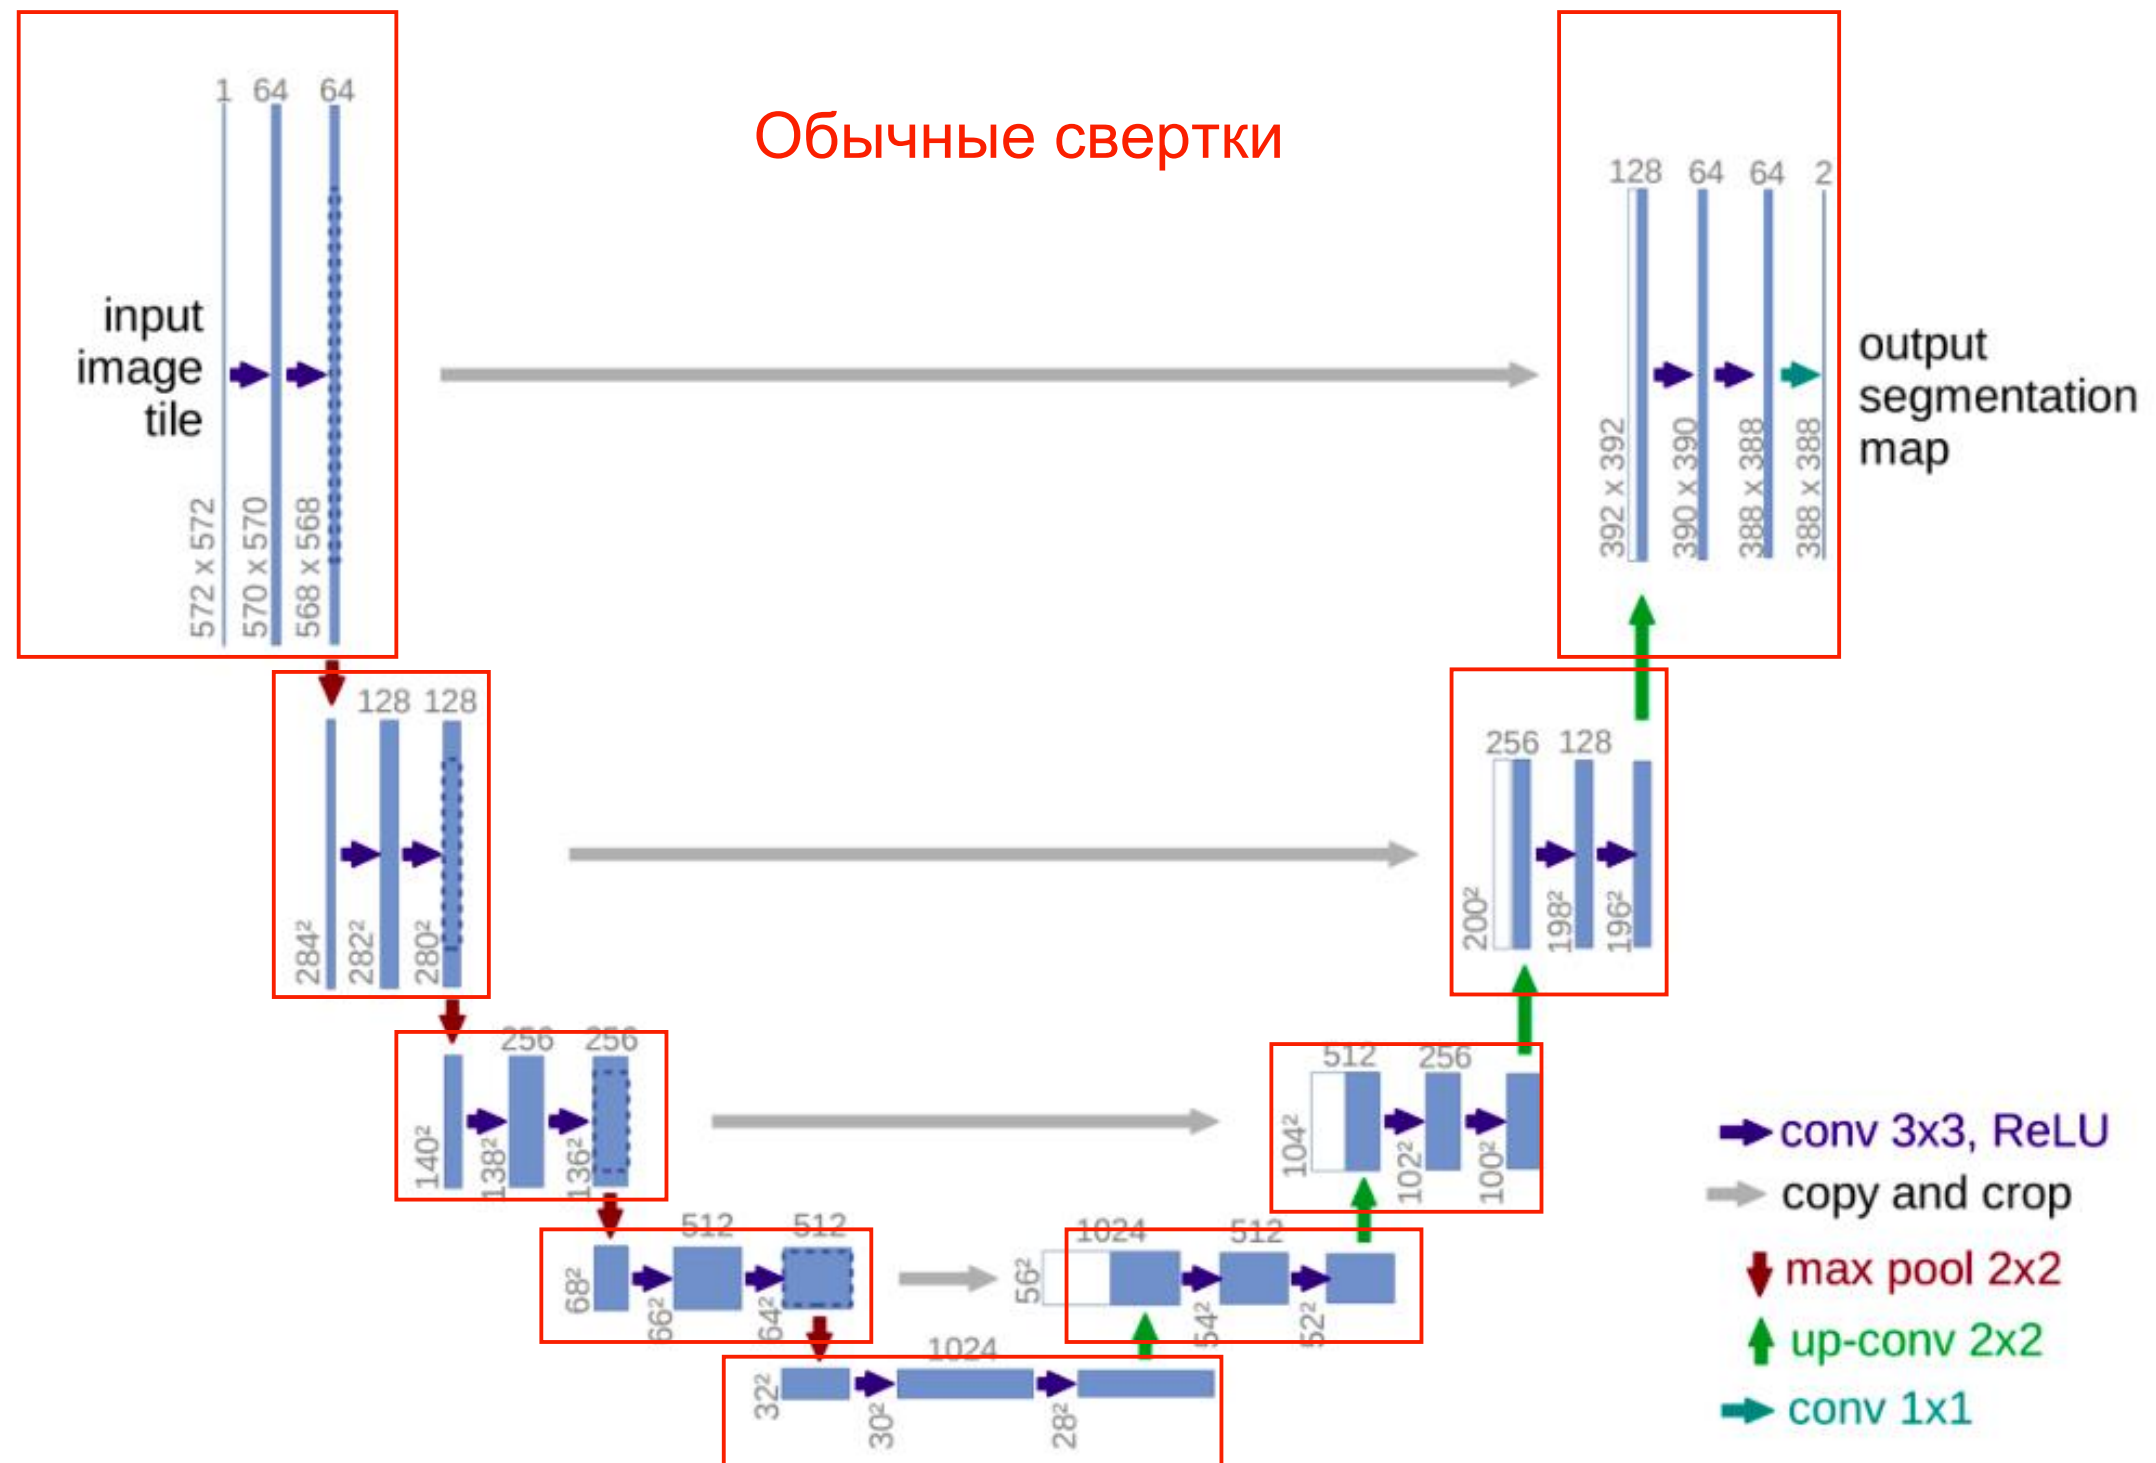 Обычные свертки
1 64 64
input
image
tile
572 x 572
570 x 570
568 x 568
128 64 64 2
392 x 392
390 x 390
388 x 388
388 x 388
output
segmentation
map
128 128
284²
282²
280²
256 128
200²
198²
196²
256 256
140²
138²
136²
512 256
104²
102²
100²
512 512
68²
66²
64²
1024 512
56²
54²
52²
1024
32²
30²
28²
conv 3x3, ReLU
copy and crop
max pool 2x2
up-conv 2x2
conv 1x1